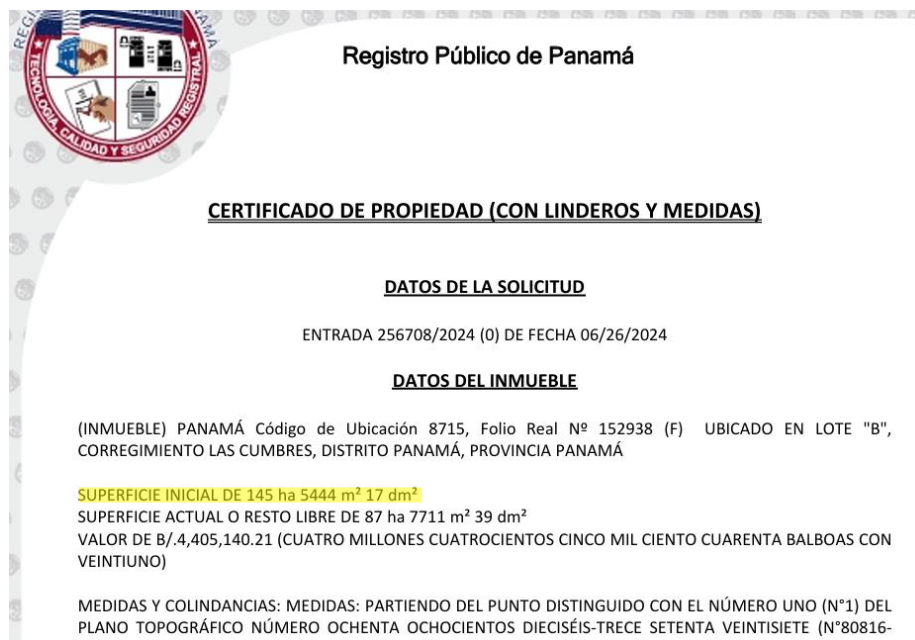 Registro Público de Panamá
TECNOLOGÍA, CALIDAD Y SEGURIDAD REGISTRAL
CERTIFICADO DE PROPIEDAD (CON LINDEROS Y MEDIDAS)
DATOS DE LA SOLICITUD
ENTRADA 256708/2024 (0) DE FECHA 06/26/2024
DATOS DEL INMUEBLE
(INMUEBLE) PANAMÁ Código de Ubicación 8715, Folio Real Nº 152938 (F) UBICADO EN LOTE "B",
CORREGIMIENTO LAS CUMBRES, DISTRITO PANAMÁ, PROVINCIA PANAMÁ
SUPERFICIE INICIAL DE 145 ha 5444 m² 17 dm²
SUPERFICIE ACTUAL O RESTO LIBRE DE 87 ha 7711 m² 39 dm²
VALOR DE B/.4,405,140.21 (CUATRO MILLONES CUATROCIENTOS CINCO MIL CIENTO CUARENTA BALBOAS CON
VEINTIUNO)
MEDIDAS Y COLINDANCIAS: MEDIDAS: PARTIENDO DEL PUNTO DISTINGUIDO CON EL NÚMERO UNO (N°1) DEL
PLANO TOPOGRÁFICO NÚMERO OCHENTA OCHOCIENTOS DIECISÉIS-TRECE SETENTA VEINTISIETE (N°80816-